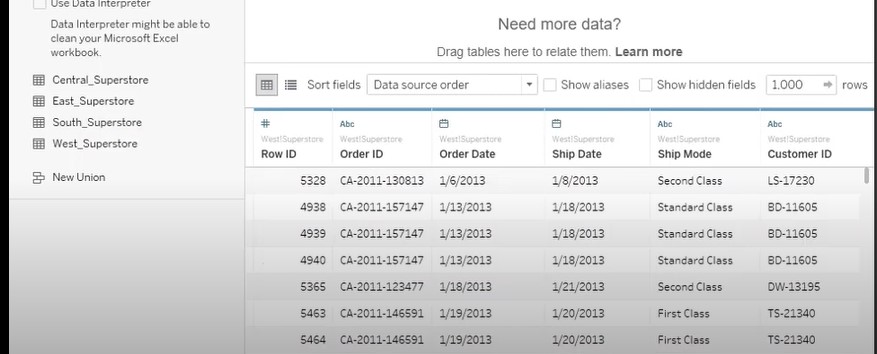 Use Data Interpreter
Data Interpreter might be able to
clean your Microsoft Excel
workbook.
Central_Superstore
East_Superstore
South_Superstore
West_Superstore
New Union
Need more data?
Drag tables here to relate them. Learn more
Sort fields Data source order Show aliases Show hidden fields 1,000 rows
# Abc Abc Abc
West!Superstore West!Superstore West!Superstore West!Superstore West!Superstore West!Superstore
Row ID Order ID Order Date Ship Date Ship Mode Customer ID
5328 CA-2011-130813 1/6/2013 1/8/2013 Second Class LS-17230
4938 CA-2011-157147 1/13/2013 1/18/2013 Standard Class BD-11605
4939 CA-2011-157147 1/13/2013 1/18/2013 Standard Class BD-11605
4940 CA-2011-157147 1/13/2013 1/18/2013 Standard Class BD-11605
5365 CA-2011-123477 1/18/2013 1/21/2013 Second Class DW-13195
5463 CA-2011-146591 1/19/2013 1/20/2013 First Class TS-21340
5464 CA-2011-146591 1/19/2013 1/20/2013 First Class TS-21340